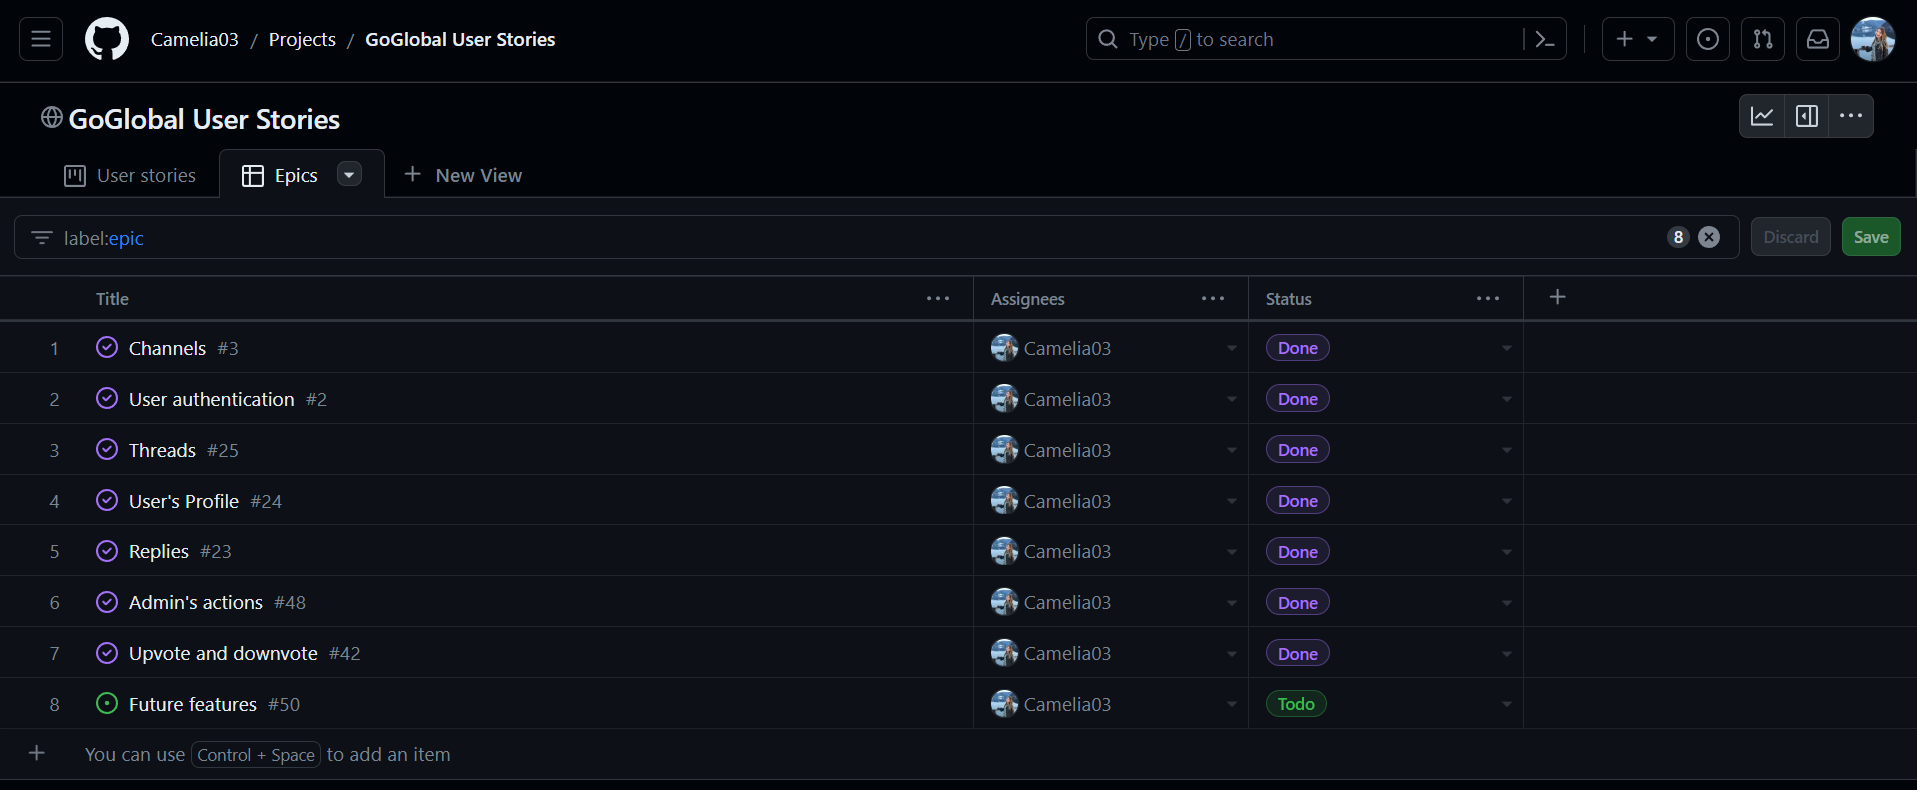 Camelia03 / Projects / GoGlobal User Stories Type / to search
GoGlobal User Stories
User stories Epics New View
label:epic 8 Discard Save
Title Assignees Status
1 Channels #3 Camelia03 Done
2 User authentication #2 Camelia03 Done
3 Threads #25 Camelia03 Done
4 User's Profile #24 Camelia03 Done
5 Replies #23 Camelia03 Done
6 Admin's actions #48 Camelia03 Done
7 Upvote and downvote #42 Camelia03 Done
8 Future features #50 Camelia03 Todo
You can use Control + Space to add an item